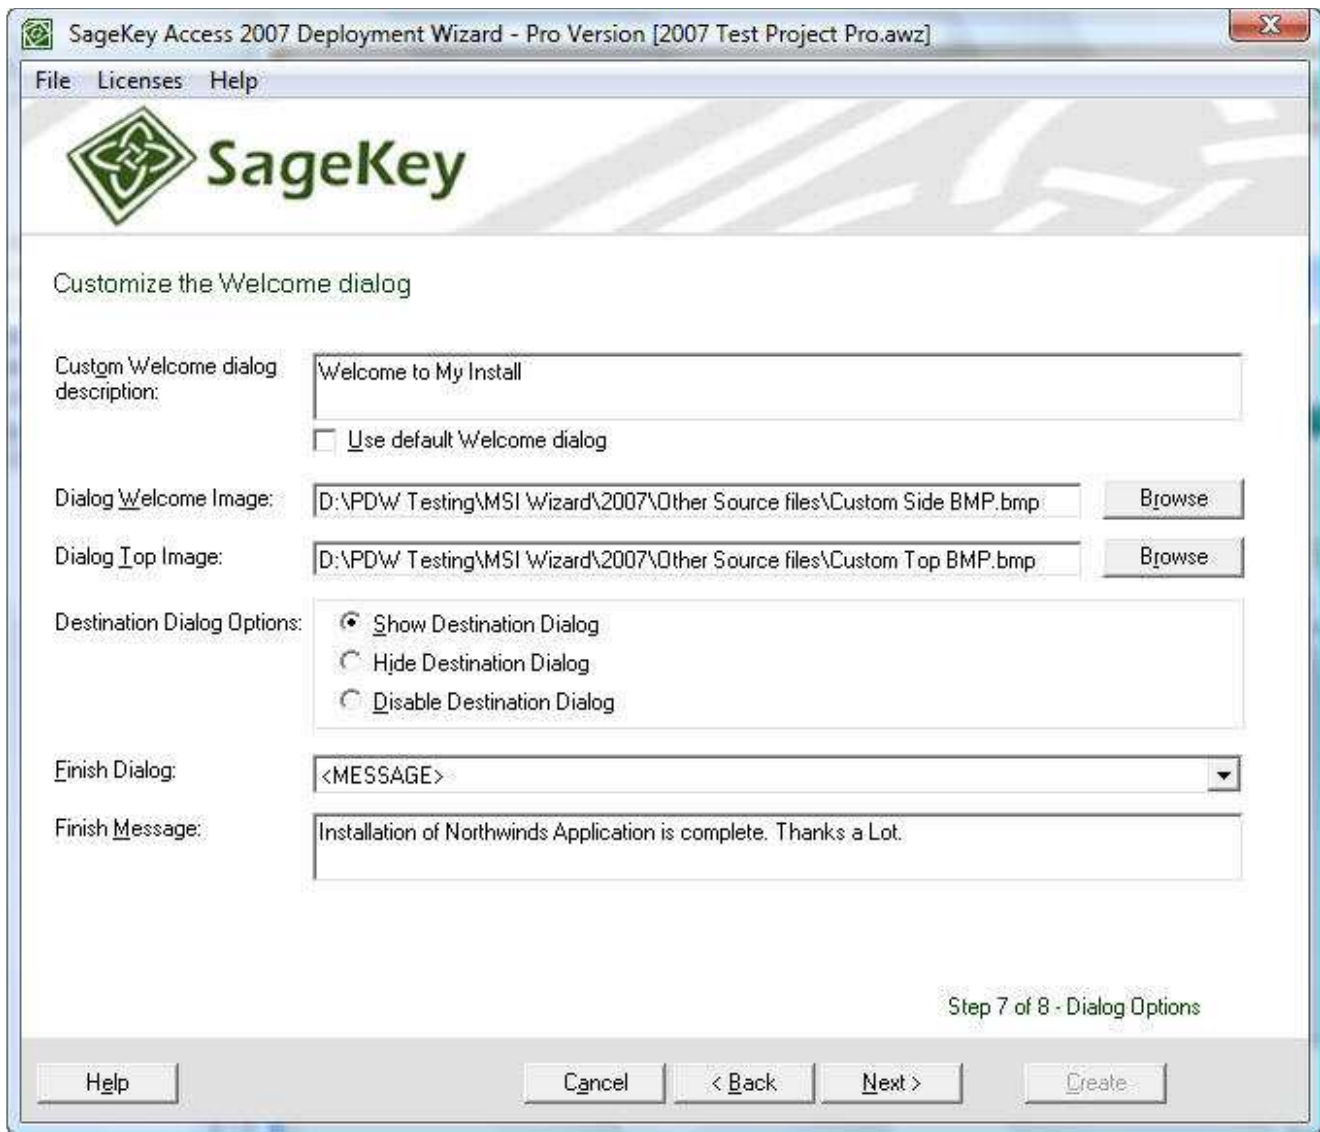 SageKey Access 2007 Deployment Wizard - Pro Version [2007 Test Project Pro.awz]
File Licenses Help
SageKey
Customize the Welcome dialog
Custom Welcome dialog
description:
Welcome to My Install
Use default Welcome dialog
Dialog Welcome Image:
D:\PDW Testing\MSI Wizard\2007\Other Source files\Custom Side BMP.bmp
Browse
Dialog Top Image:
D:\PDW Testing\MSI Wizard\2007\Other Source files\Custom Top BMP.bmp
Browse
Destination Dialog Options:
Show Destination Dialog
Hide Destination Dialog
Disable Destination Dialog
Finish Dialog:
<MESSAGE>
Finish Message:
Installation of Northwinds Application is complete. Thanks a Lot.
Step 7 of 8 - Dialog Options
Help
Cancel
< Back
Next >
Create